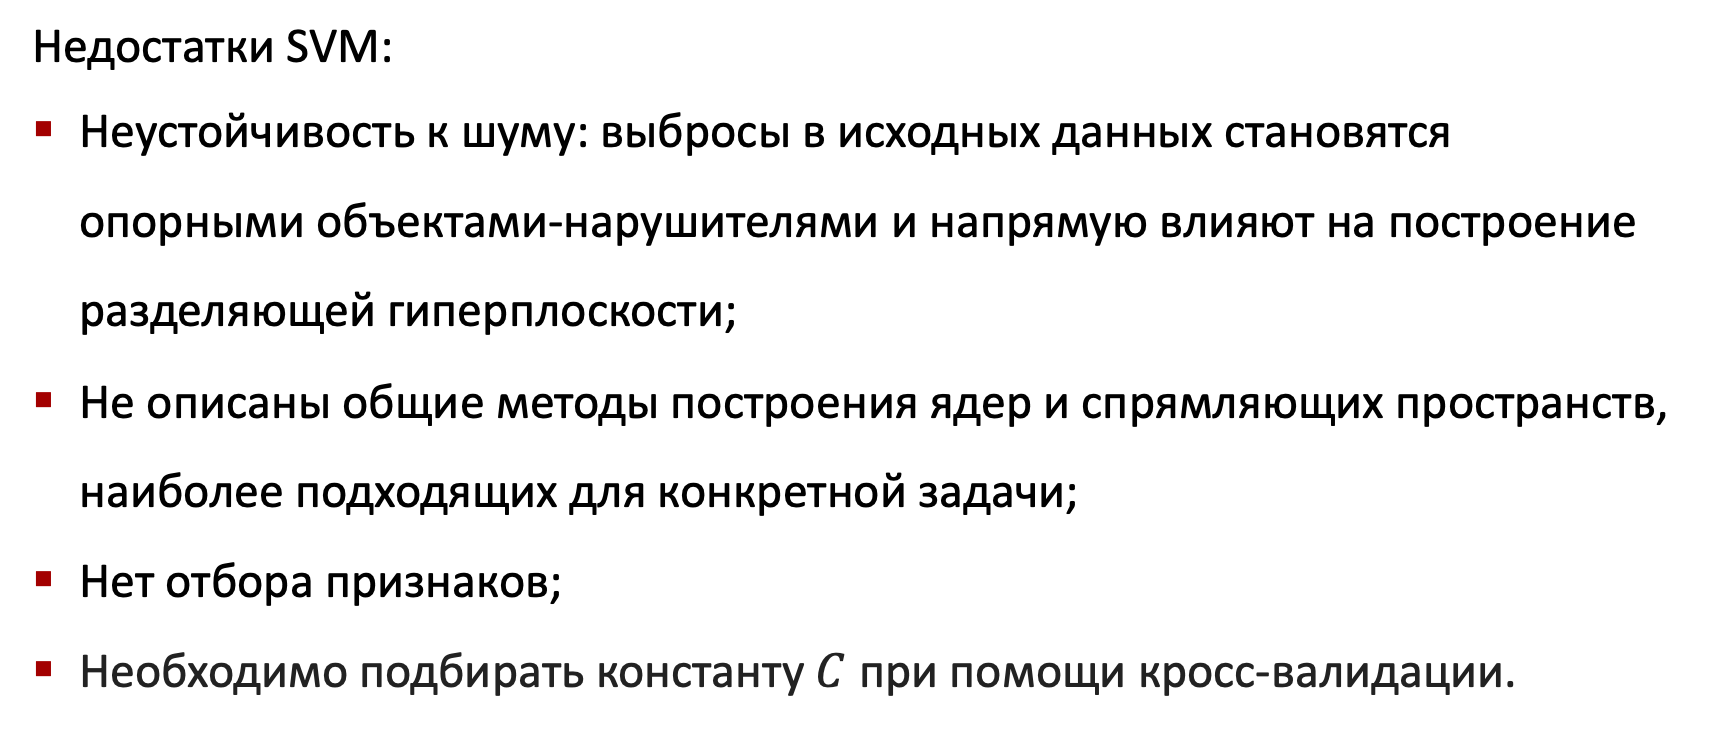 Недостатки SVM:
▪ Неустойчивость к шуму: выбросы в исходных данных становятся
опорными объектами-нарушителями и напрямую влияют на построение
разделяющей гиперплоскости;
▪ Не описаны общие методы построения ядер и спрямляющих пространств,
наиболее подходящих для конкретной задачи;
▪ Нет отбора признаков;
▪ Необходимо подбирать константу C при помощи кросс-валидации.